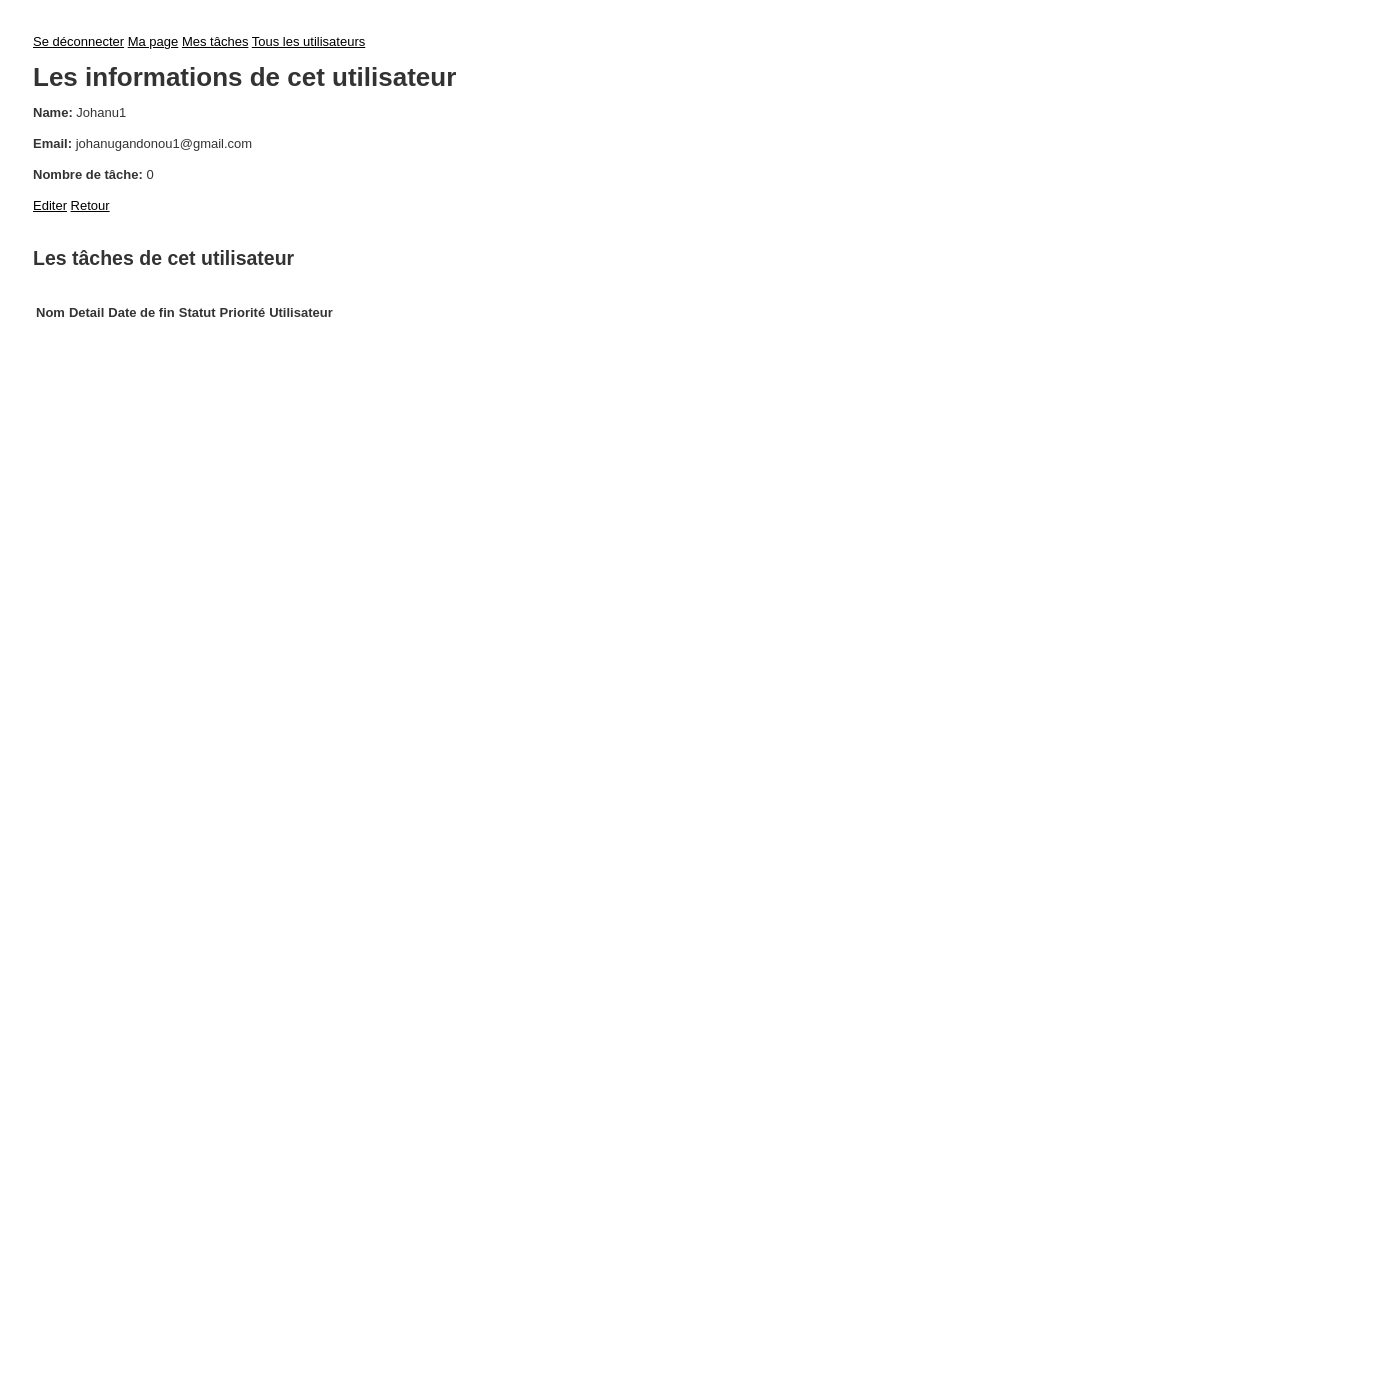 Se déconnecter Ma page Mes tâches Tous les utilisateurs
Les informations de cet utilisateur
Name: Johanu1
Email: johanugandonou1@gmail.com
Nombre de tâche: 0
Editer Retour
Les tâches de cet utilisateur
Nom Detail Date de fin Statut Priorité Utilisateur